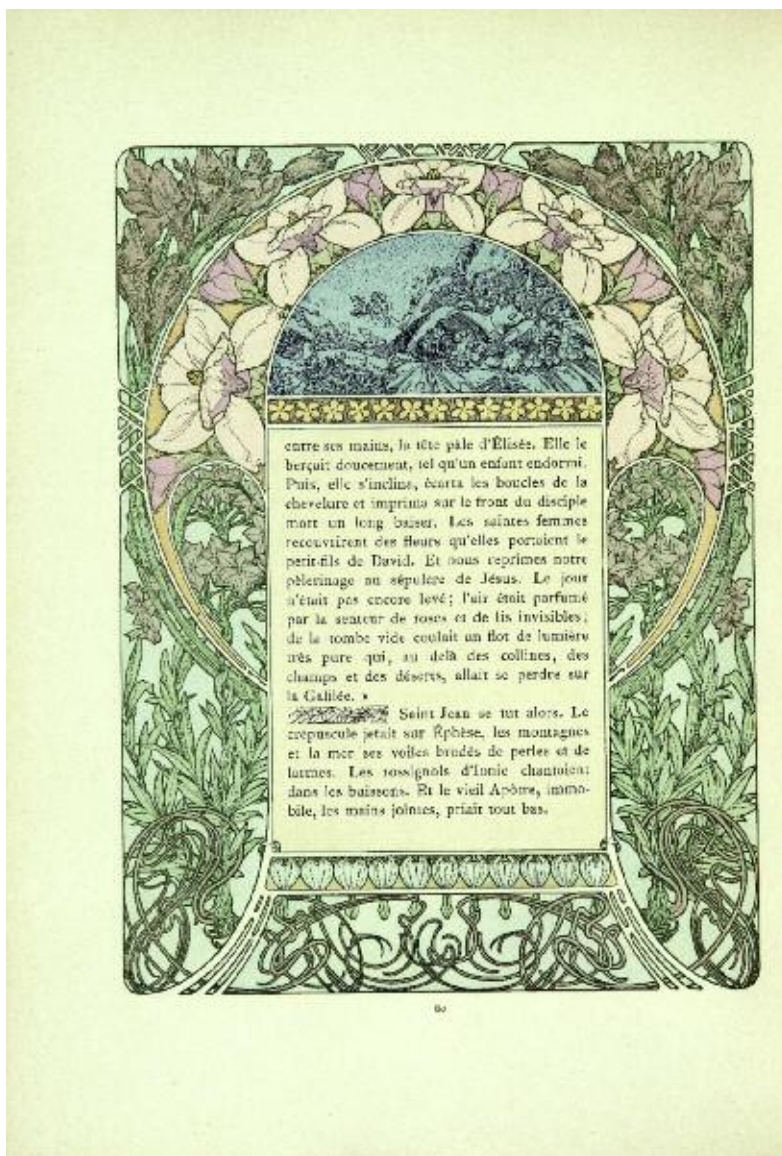 entre ses mains, la tête pâle d'Élisée. Elle le
berçait doucement, tel qu'un enfant endormi.
Puis, elle s'inclina, écarta les boucles de la
chevelure et imprima sur le front du disciple
mort un long baiser. Les saintes femmes
recouvrirent des fleurs qu'elles portaient le
petit-fils de David. Et nous reprîmes notre
pèlerinage au sépulcre de Jésus. Le jour
n'était pas encore levé; l'air était parfumé
par la senteur de roses et de lis invisibles;
de la tombe vide coulait un flot de lumière
très pure qui, au delà des collines, des
champs et des déserts, allait se perdre sur
la Galilée. »
Saint Jean se tut alors. Le
crépuscule jetait sur Éphèse, les montagnes
et la mer ses voiles brodés de perles et de
larmes. Les rossignols d'Ionie chantaient
dans les buissons. Et le vieil Apôtre, immo-
bile, les mains jointes, priait tout bas.